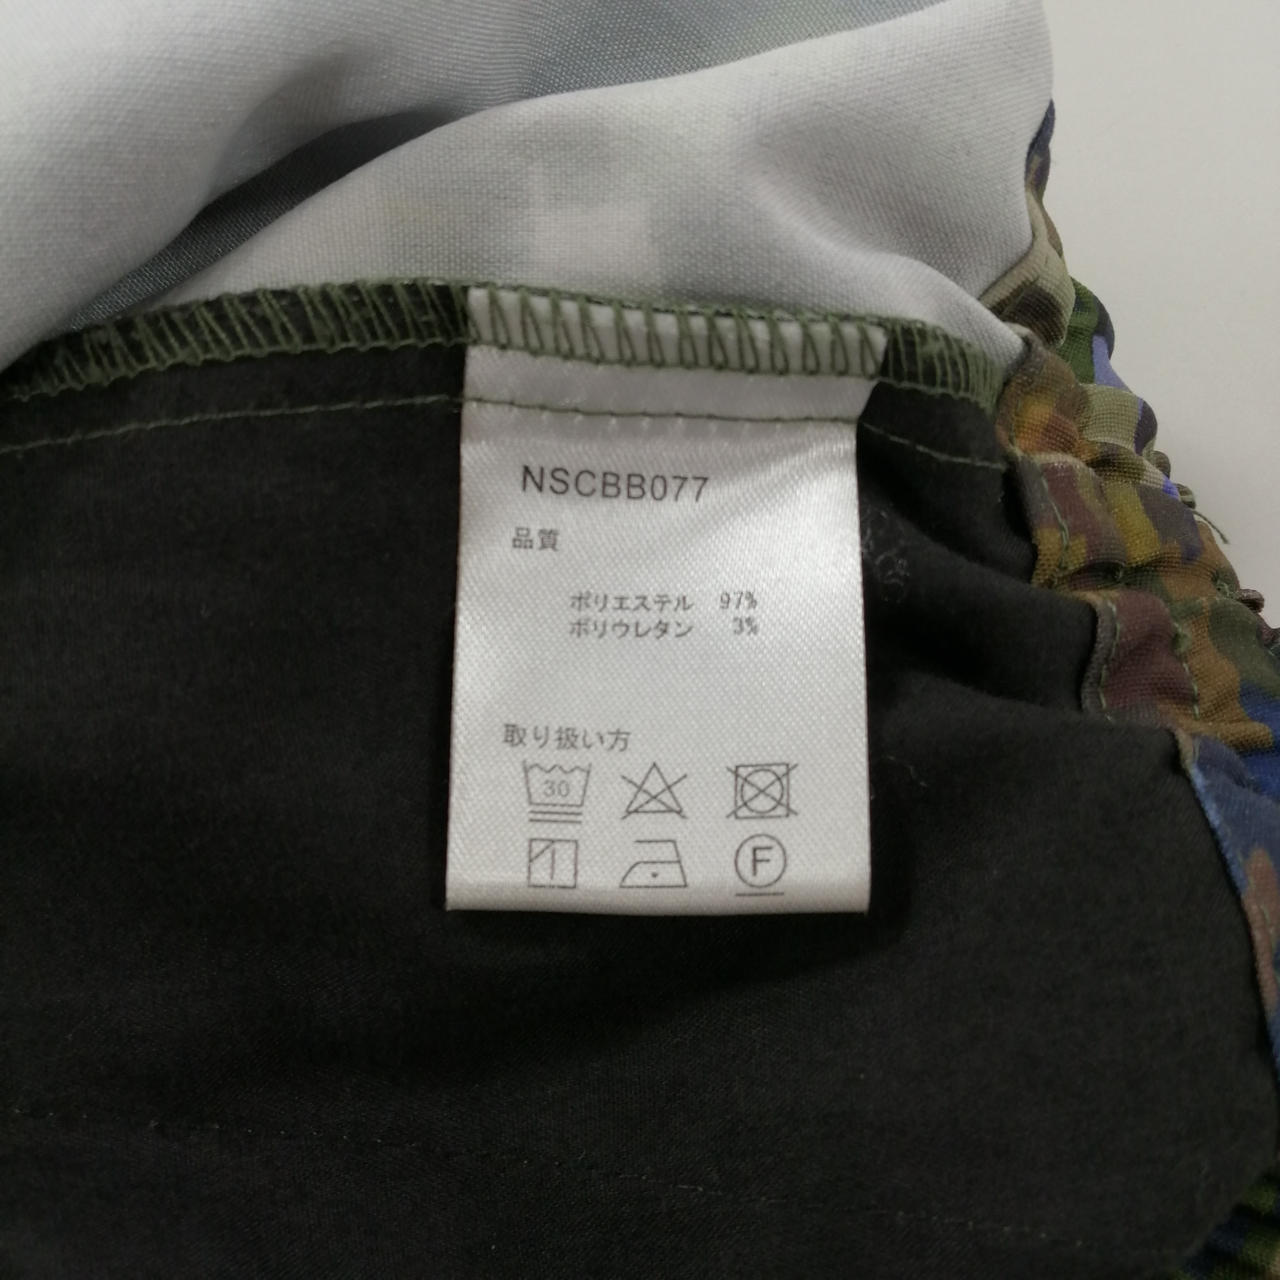 NSCBB077
品質
ポリエステル 97%
ポリウレタン 3%
取り扱い方
30
F